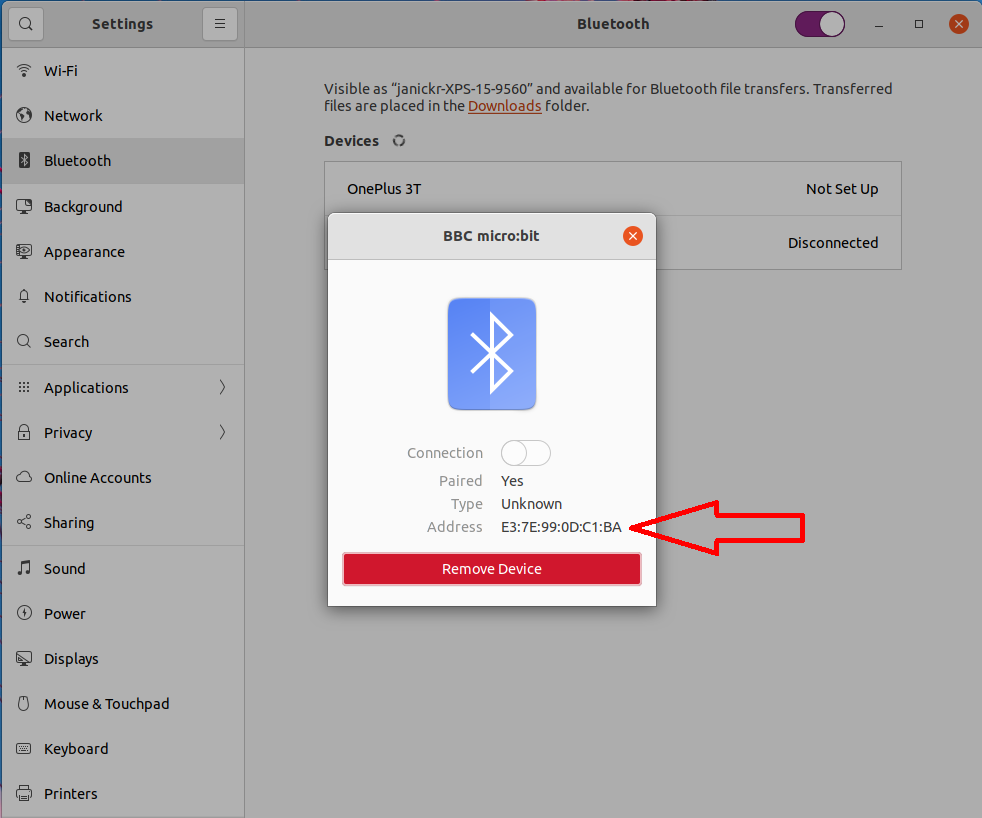 Settings
Bluetooth
Wi-Fi
Network
Bluetooth
Background
Appearance
Notifications
Search
Applications
Privacy
Online Accounts
Sharing
Sound
Power
Displays
Mouse & Touchpad
Keyboard
Printers
Visible as “janickr-XPS-15-9560” and available for Bluetooth file transfers. Transferred
files are placed in the Downloads folder.
Devices
OnePlus 3T Not Set Up
Disconnected
BBC micro:bit
Connection
Paired Yes
Type Unknown
Address E3:7E:99:0D:C1:BA
Remove Device